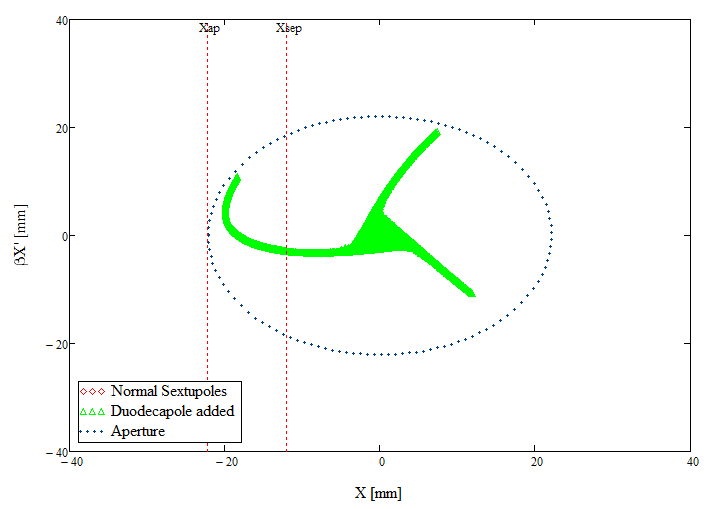 40
Xap Xsep
20
βX' [mm]
0
– 20
Normal Sextupoles
Duodecapole added
Aperture
– 40
– 40 – 20 0 20 40
X [mm]